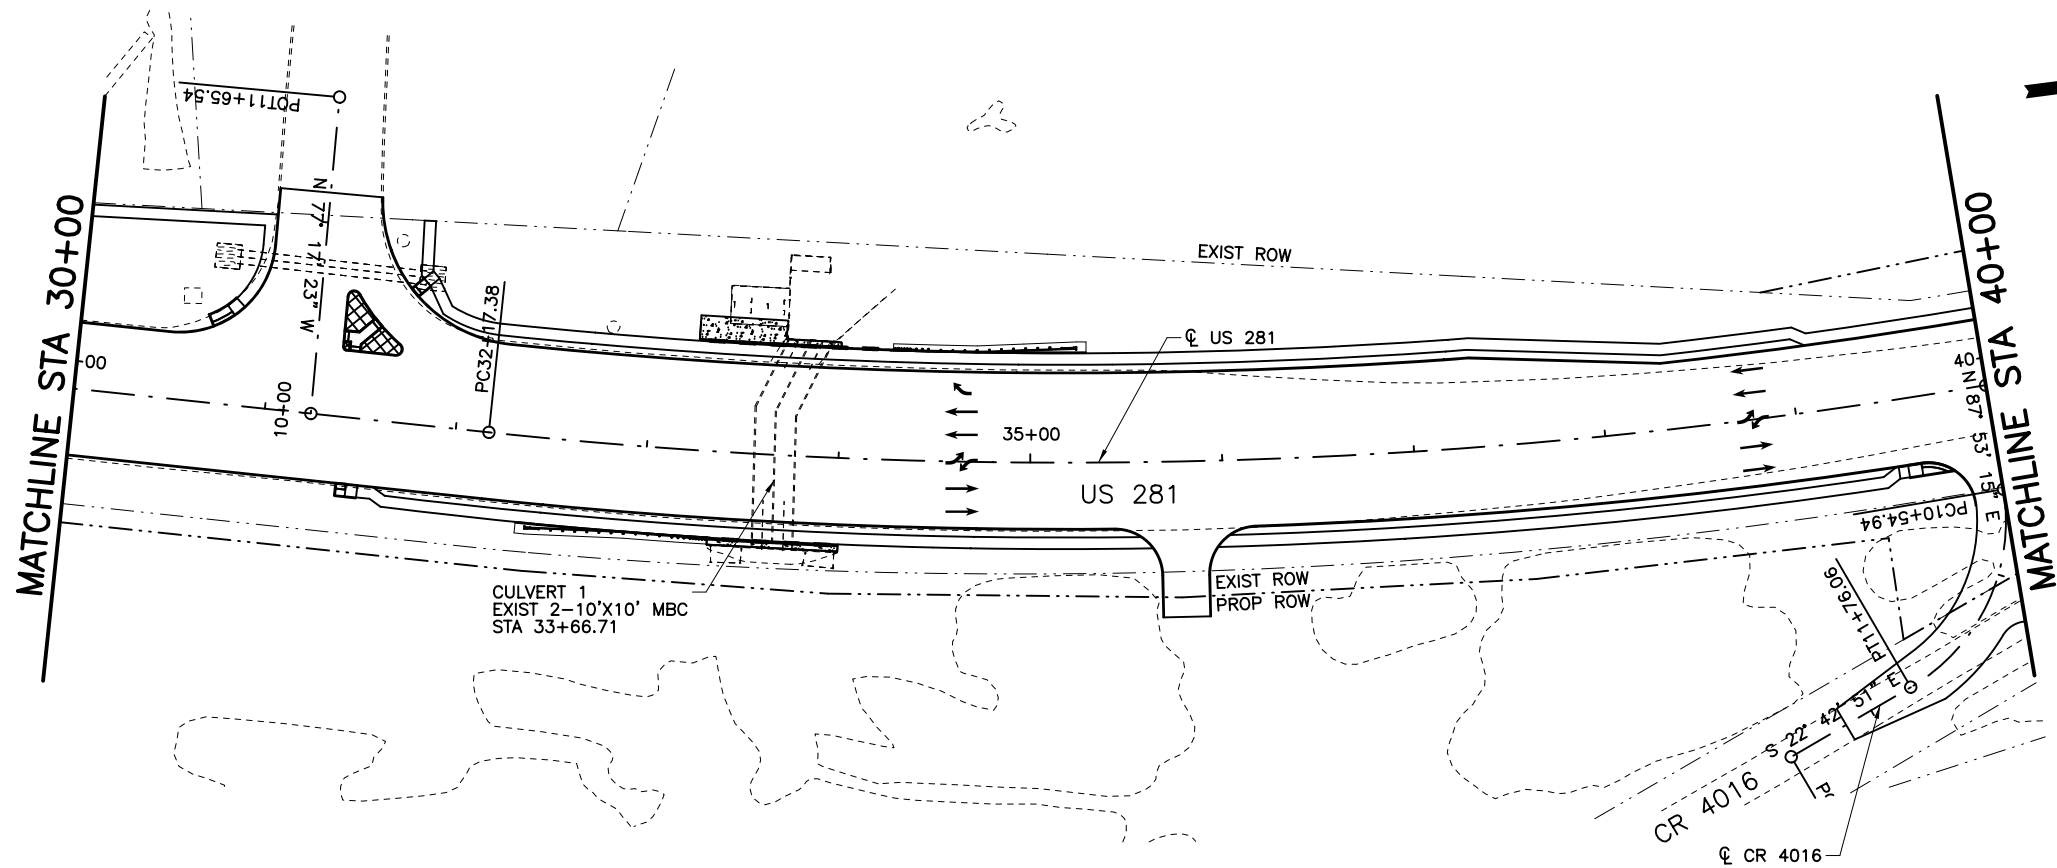 MATCHLINE STA 30+00
POT11+65.54
N 77° 17' 23" W
-00
10+00
PC32+17.38
EXIST ROW
℄ US 281
35+00
US 281
CULVERT 1
EXIST 2-10'X10' MBC
STA 33+66.71
EXIST ROW
PROP ROW
40
N 87° 53' 15" E
PC10+54.94
PT11+76.06
S 22° 42' 51" E
CR 4016
℄ CR 4016
MATCHLINE STA 40+00